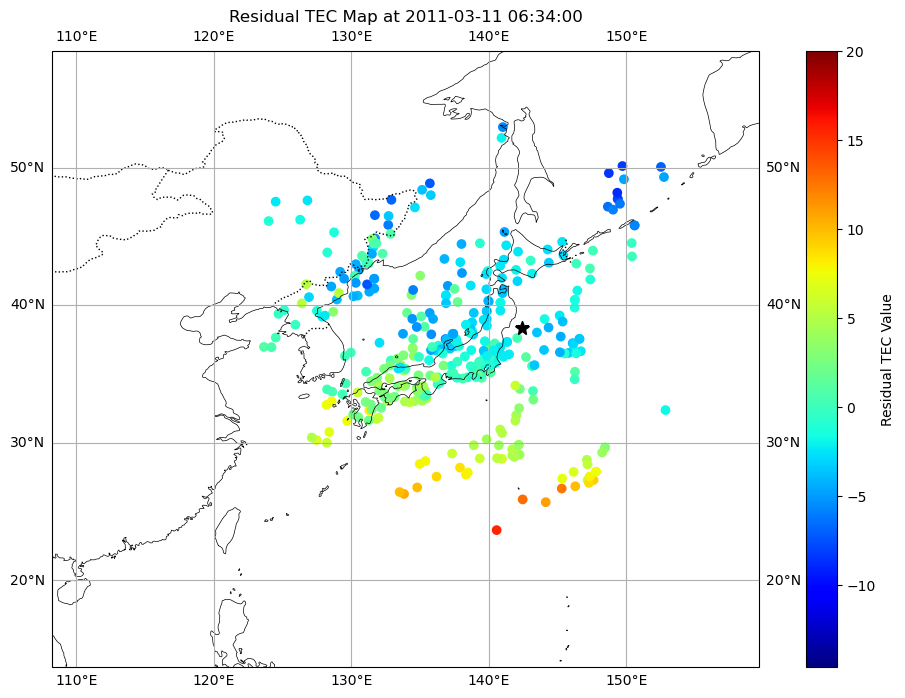 Residual TEC Map at 2011-03-11 06:34:00
110°E 120°E 130°E 140°E 150°E
50°N 50°N
40°N 40°N
30°N 30°N
20°N 20°N
110°E 120°E 130°E 140°E 150°E
20
15
10
5
0
−5
−10
Residual TEC Value